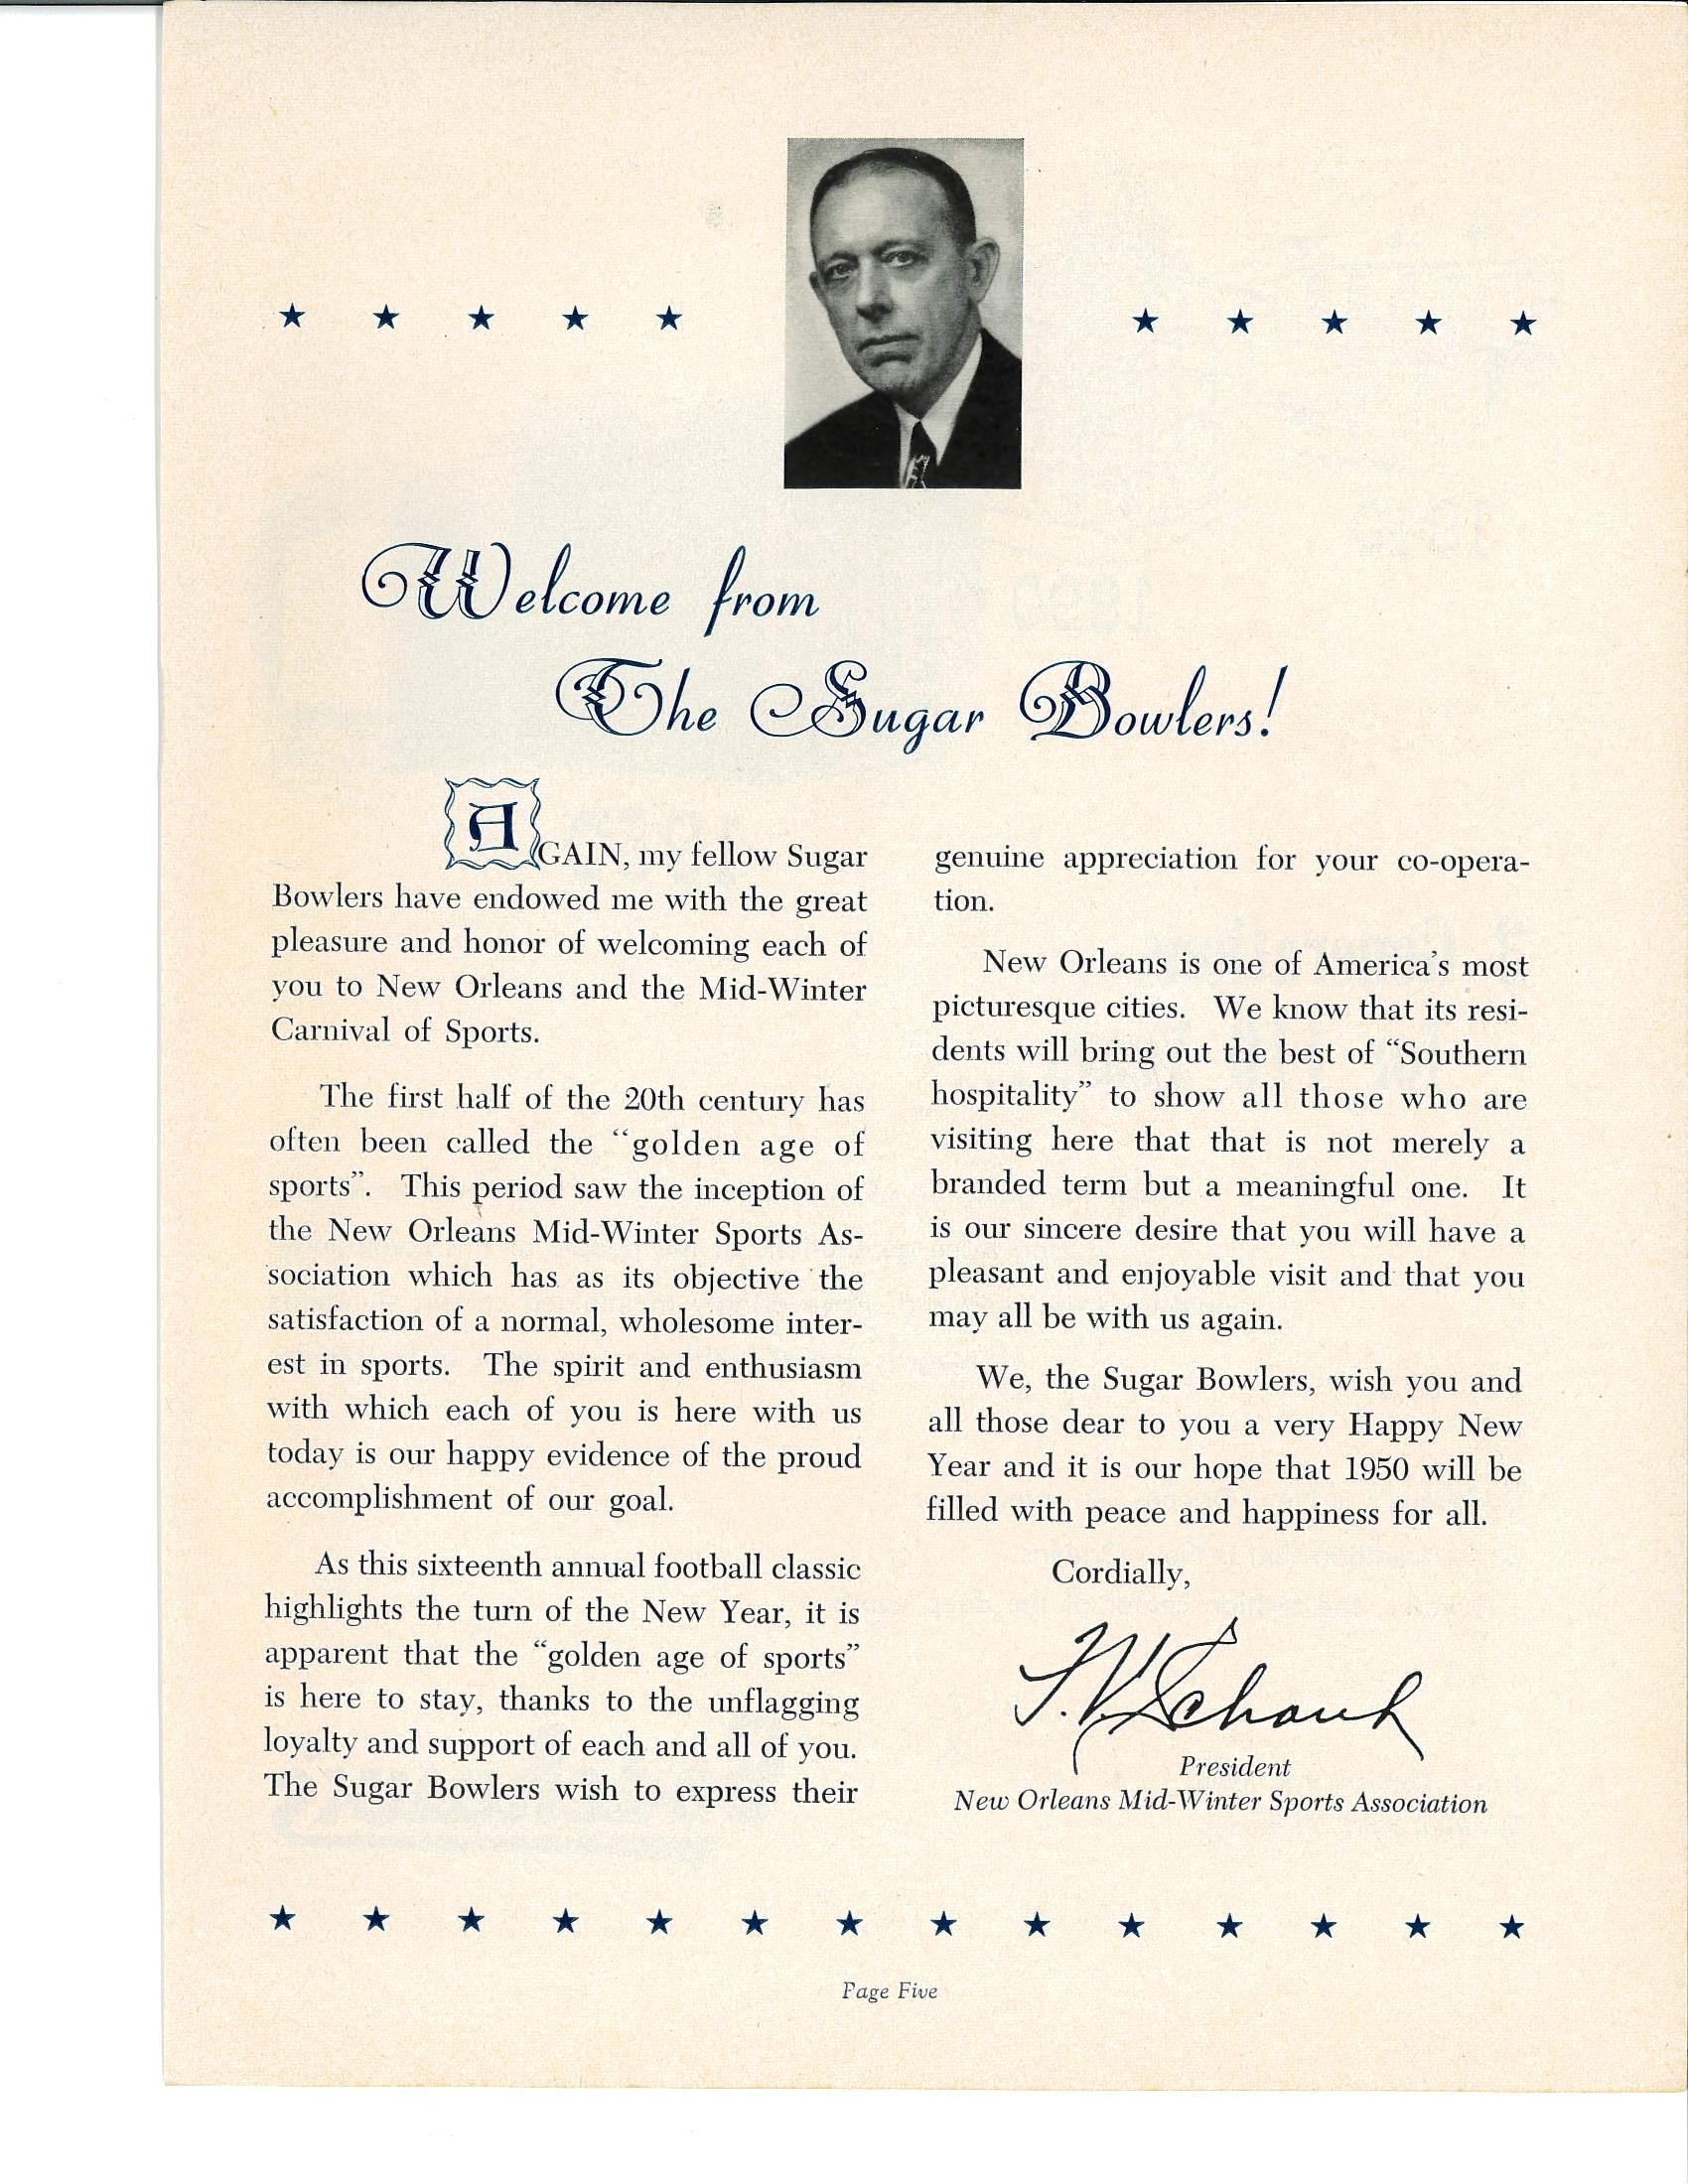 Welcome from
The Sugar Bowlers!
AGAIN, my fellow Sugar
Bowlers have endowed me with the great
pleasure and honor of welcoming each of
you to New Orleans and the Mid-Winter
Carnival of Sports.
The first half of the 20th century has
often been called the “golden age of
sports”. This period saw the inception of
the New Orleans Mid-Winter Sports As-
sociation which has as its objective the
satisfaction of a normal, wholesome inter-
est in sports. The spirit and enthusiasm
with which each of you is here with us
today is our happy evidence of the proud
accomplishment of our goal.
As this sixteenth annual football classic
highlights the turn of the New Year, it is
apparent that the “golden age of sports”
is here to stay, thanks to the unflagging
loyalty and support of each and all of you.
The Sugar Bowlers wish to express their
genuine appreciation for your co-opera-
tion.
New Orleans is one of America’s most
picturesque cities. We know that its resi-
dents will bring out the best of “Southern
hospitality” to show all those who are
visiting here that that is not merely a
branded term but a meaningful one. It
is our sincere desire that you will have a
pleasant and enjoyable visit and that you
may all be with us again.
We, the Sugar Bowlers, wish you and
all those dear to you a very Happy New
Year and it is our hope that 1950 will be
filled with peace and happiness for all.
Cordially,
President
New Orleans Mid-Winter Sports Association
Page Five